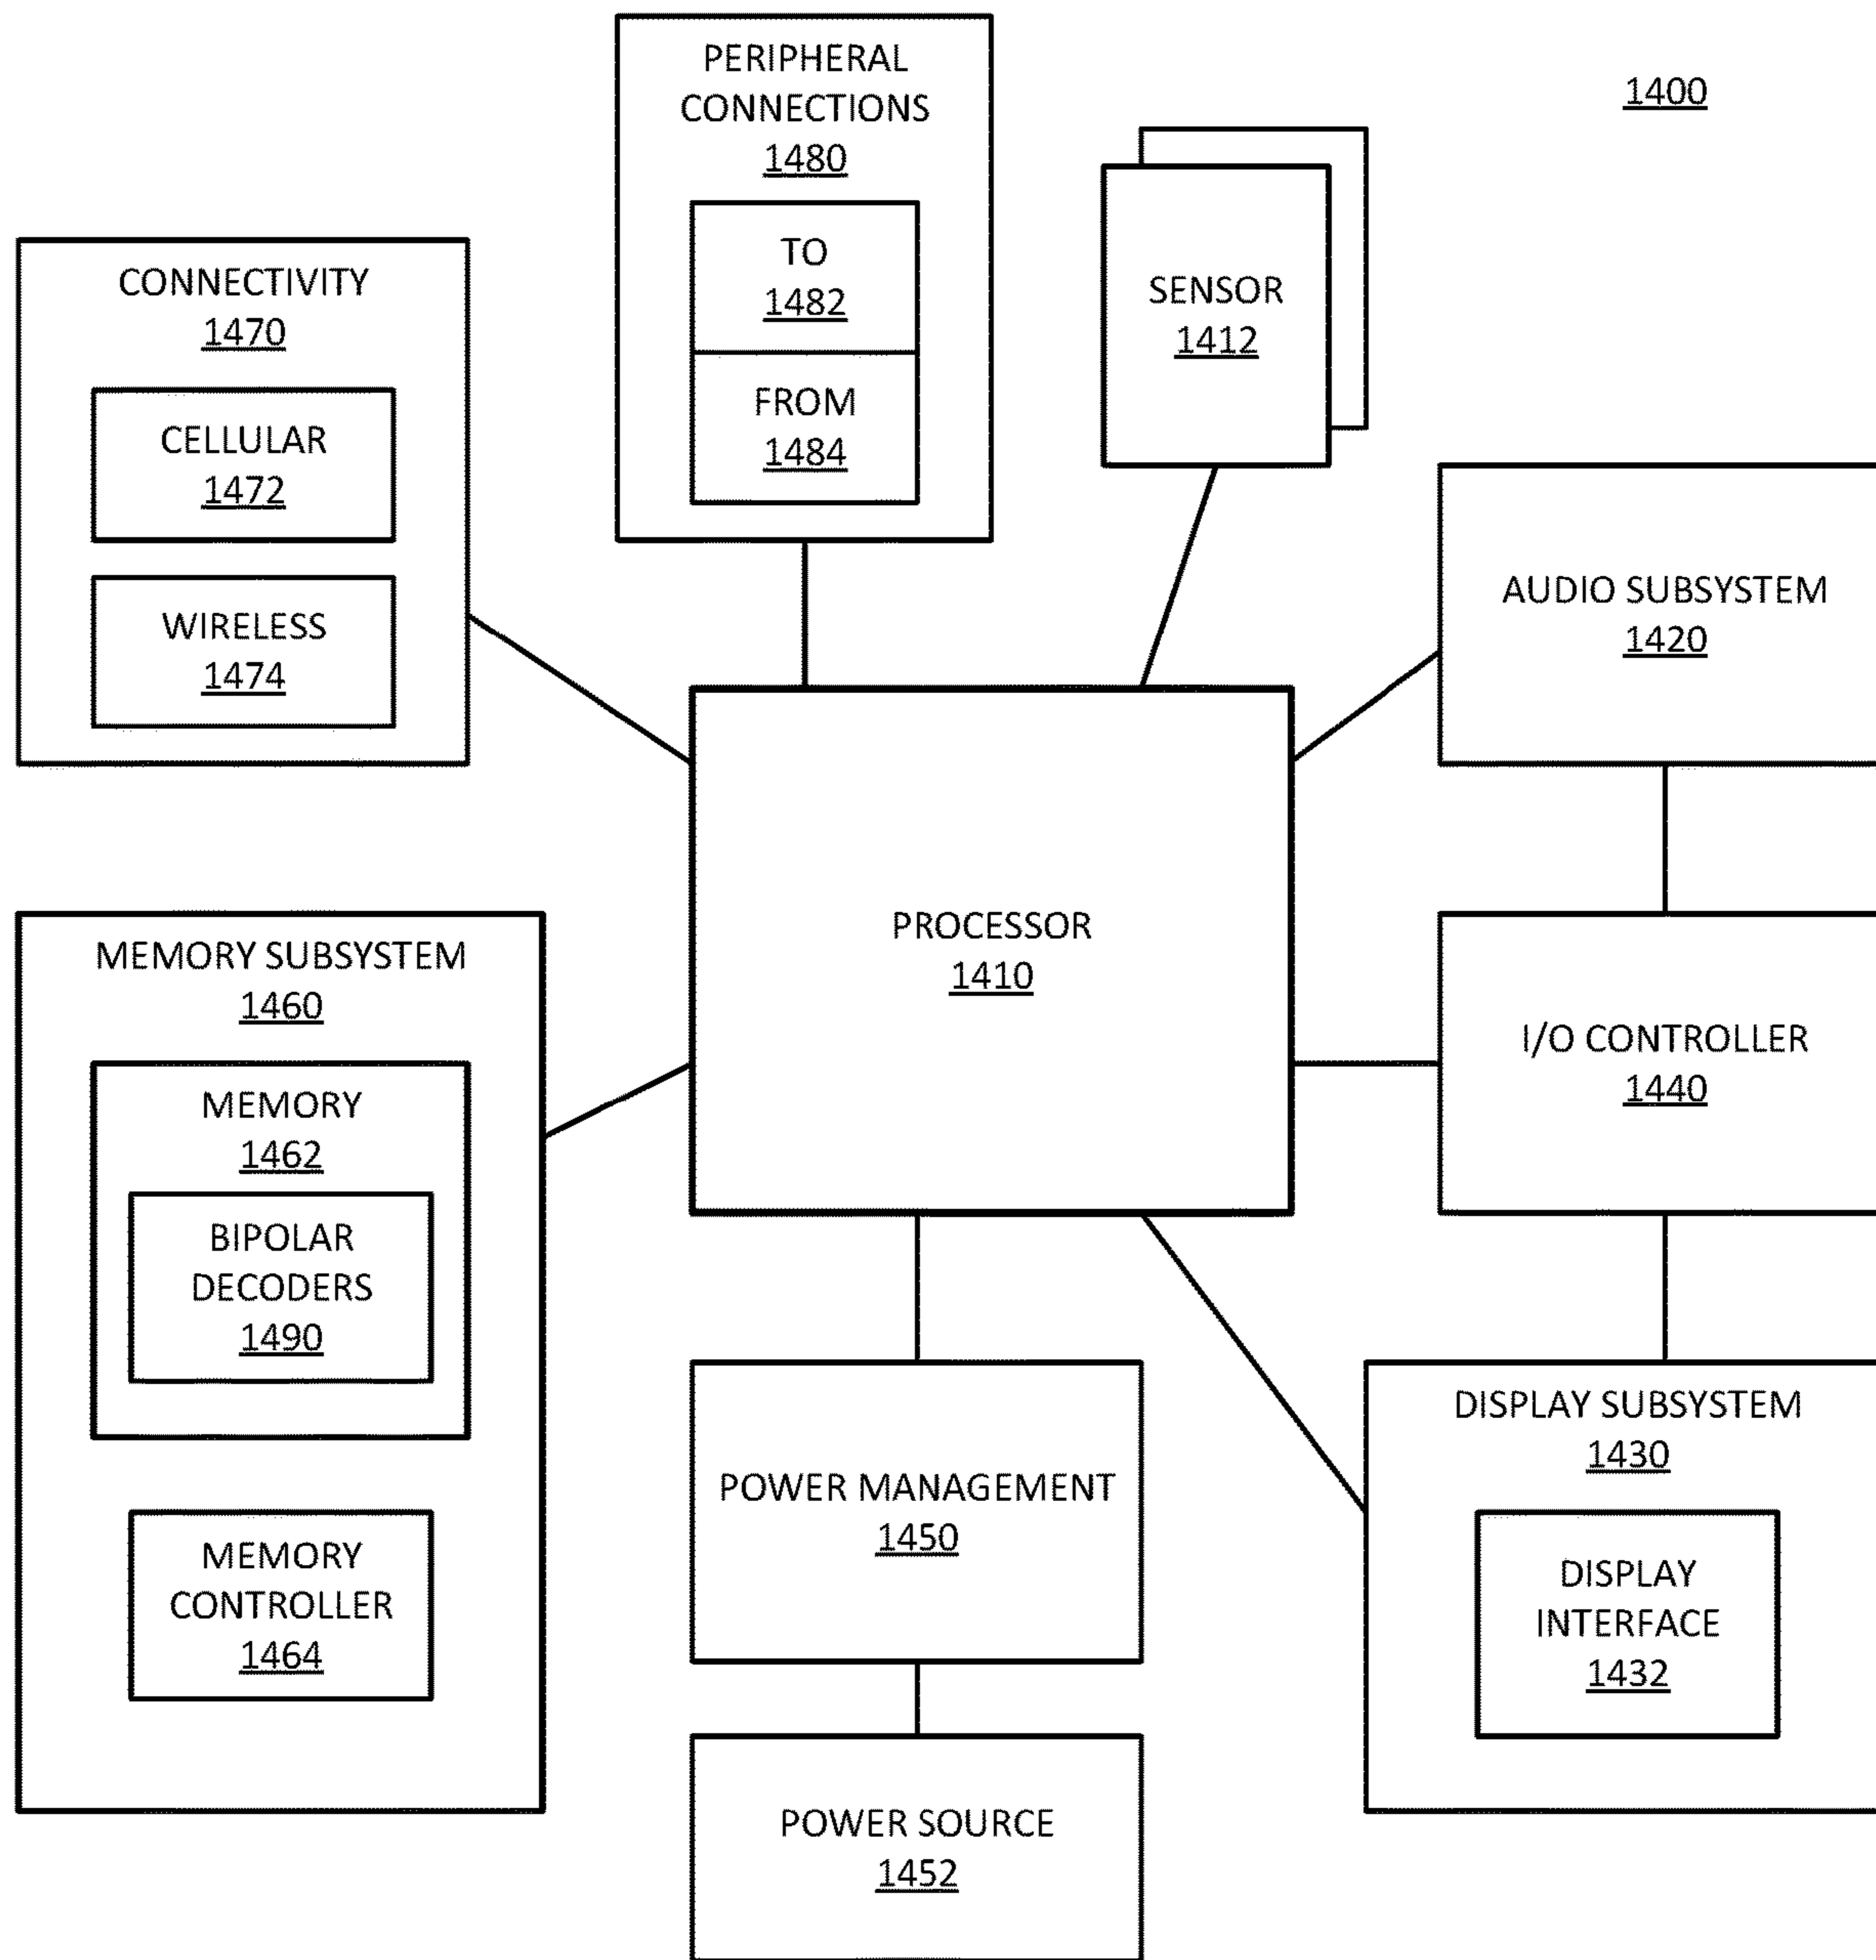 PERIPHERAL
CONNECTIONS
1480
TO
1482
FROM
1484
1400
SENSOR
1412
CONNECTIVITY
1470
CELLULAR
1472
WIRELESS
1474
AUDIO SUBSYSTEM
1420
PROCESSOR
1410
MEMORY SUBSYSTEM
1460
MEMORY
1462
BIPOLAR
DECODERS
1490
MEMORY
CONTROLLER
1464
I/O CONTROLLER
1440
POWER MANAGEMENT
1450
DISPLAY SUBSYSTEM
1430
DISPLAY
INTERFACE
1432
POWER SOURCE
1452